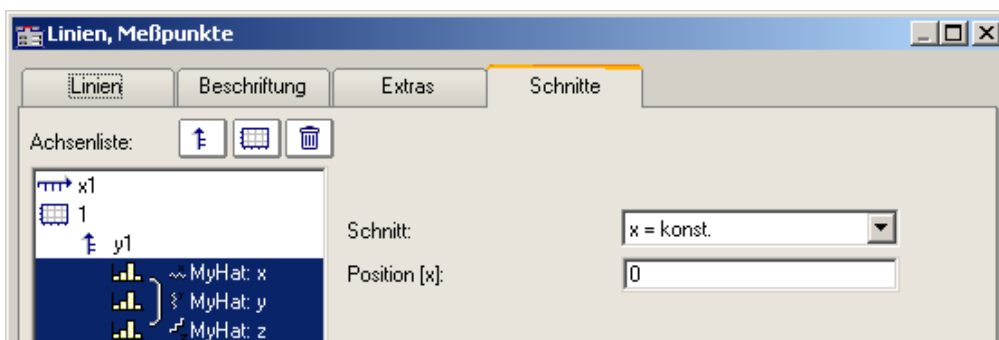 Linien, Meßpunkte
Linien Beschriftung Extras Schnitte
Achsenliste:
x1
1
y1
MyHat: x
MyHat: y
MyHat: z
Schnitt: x = konst.
Position [x]: 0